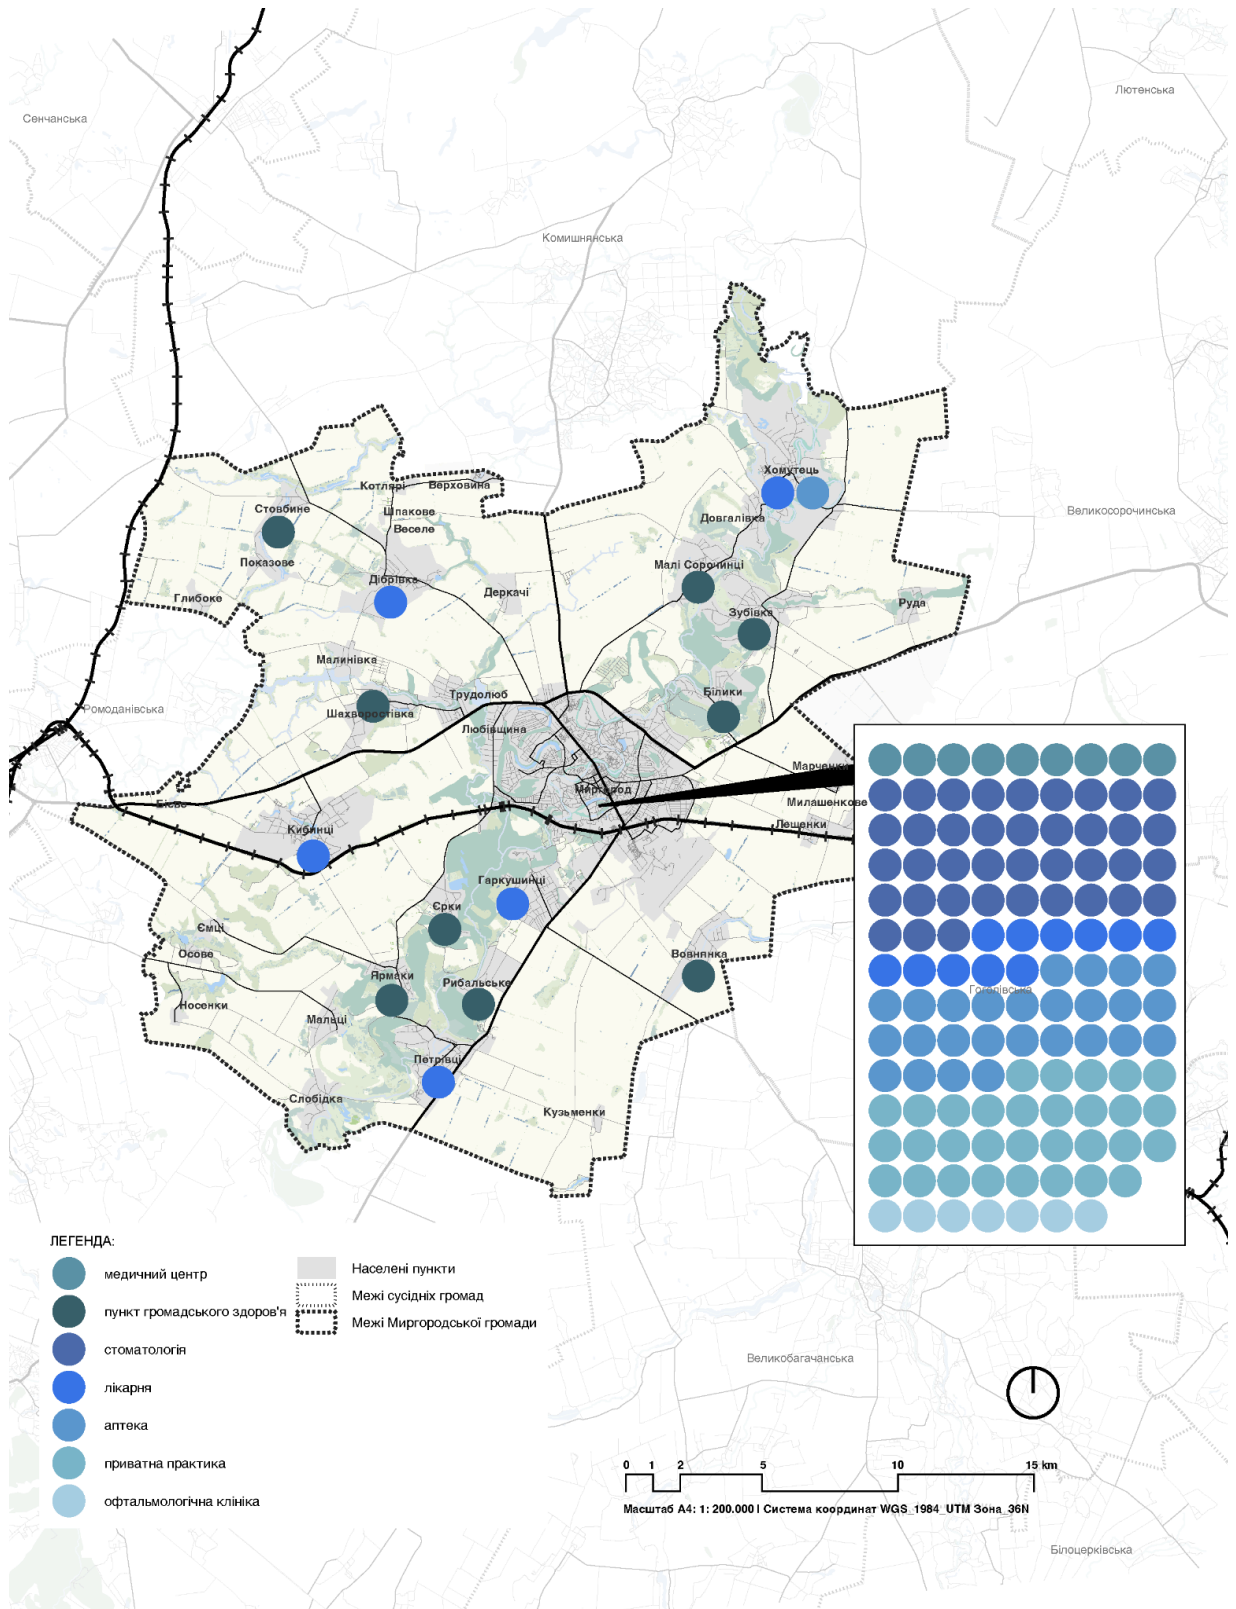 Лютенська
Сенчанська
Комишнянська
Хомутець
Котлярі
Верховина
Стовбине
Шпакове
Великосорочинська
Довгалівка
Веселе
Показове
Малі Сорочинці
Дібрівка
Деркачі
Глибоке
Руда
Зубівка
Малинівка
Трудолюб
Білики
Ромоданівська
Шахворостівка
Любівщина
Марченки
Миргород
Милашенкове
Лещенки
Кибинці
Гаркушинці
Єрки
Ємці
Осове
Вовнянка
Ярмаки
Рибальське
Гоголівська
Носенки
Мальці
Петрівці
Слобідка
Кузьменки
ЛЕГЕНДА:
медичний центр
пункт громадського здоров'я
стоматологія
лікарня
аптека
приватна практика
офтальмологічна клініка
Населені пункти
Межі сусідніх громад
Межі Миргородської громади
Великобагачанська
0 1 2 5 10 15 km
Масштаб А4: 1: 200.000 I Система координат WGS_1984_UTM Зона_36N
Білоцерківська